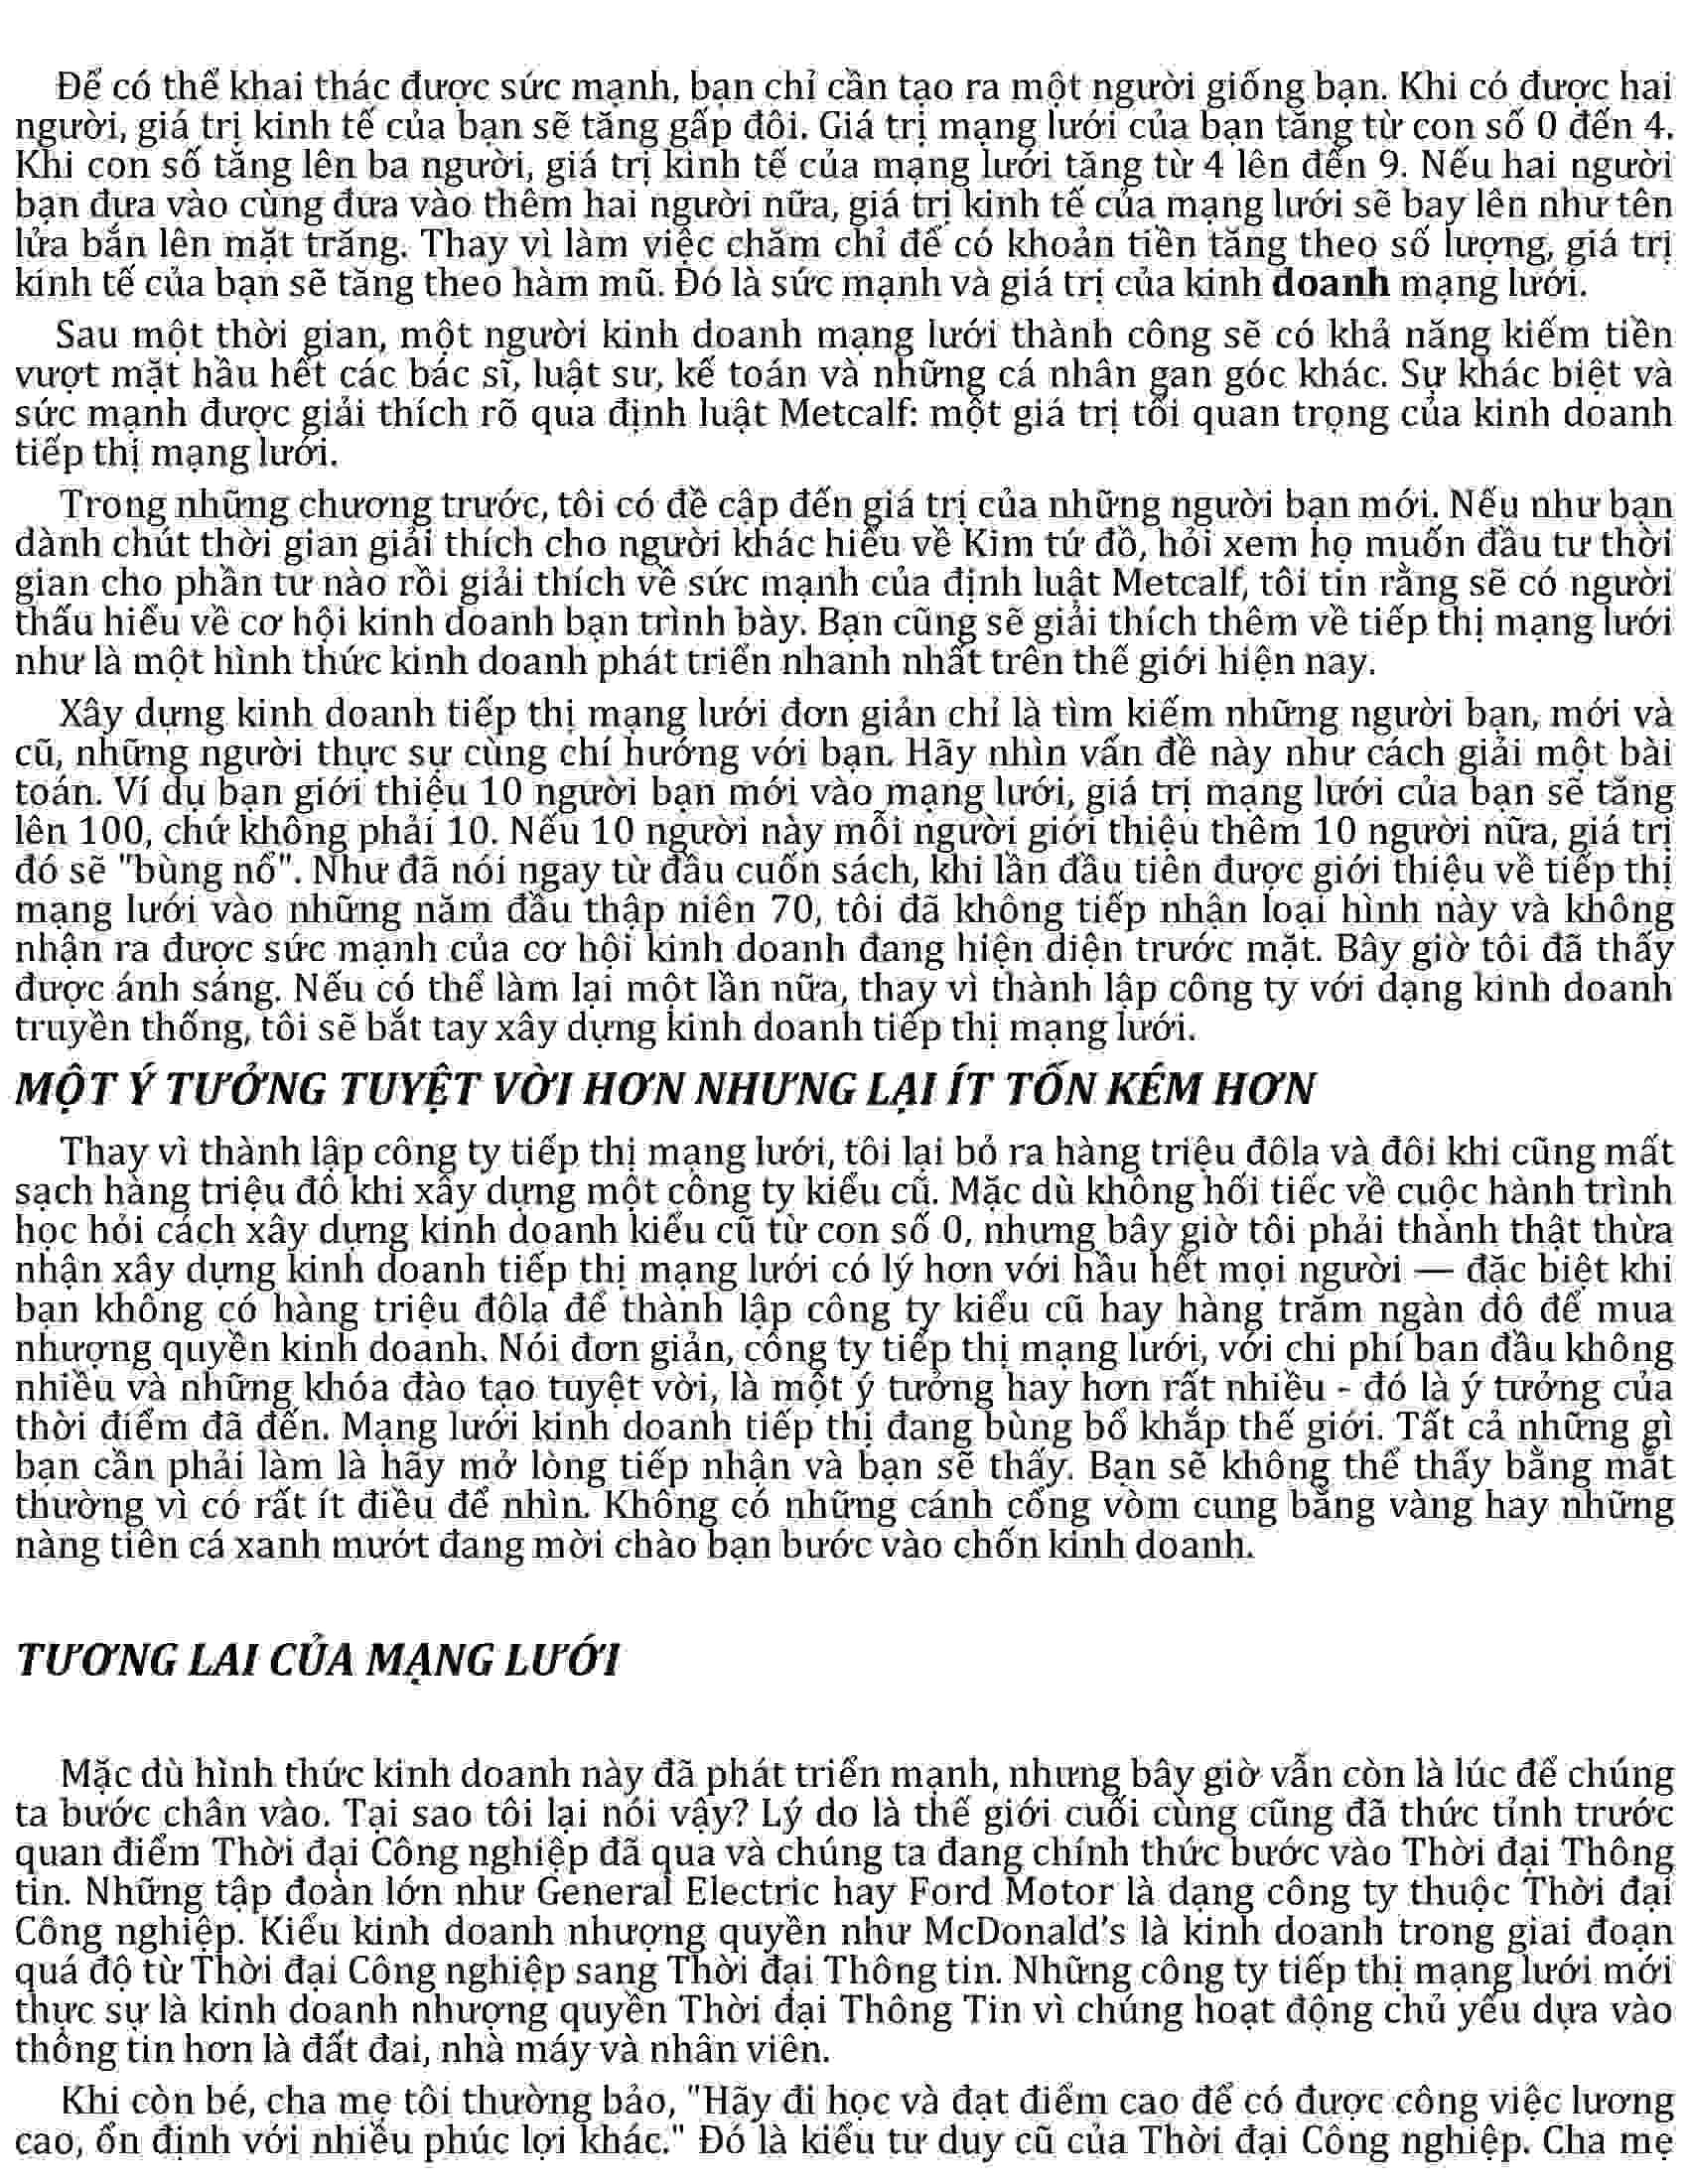 Để có thể khai thác được sức mạnh, bạn chỉ cần tạo ra một người giống bạn. Khi có được hai
người, giá trị kinh tế của bạn sẽ tăng gấp đôi. Giá trị mạng lưới của bạn tăng từ con số 0 đến 4.
Khi con số tăng lên ba người, giá trị kinh tế của mạng lưới tăng từ 4 lên đến 9. Nếu hai người
bạn đưa vào cùng đưa vào thêm hai người nữa, giá trị kinh tế của mạng lưới sẽ bay lên như tên
lửa bắn lên mặt trăng. Thay vì làm việc chăm chỉ để có khoản tiền tăng theo số lượng, giá trị
kinh tế của bạn sẽ tăng theo hàm mũ. Đó là sức mạnh và giá trị của kinh doanh mạng lưới.
Sau một thời gian, một người kinh doanh mạng lưới thành công sẽ có khả năng kiếm tiền
vượt mặt hầu hết các bác sĩ, luật sư, kế toán và những cá nhân gan góc khác. Sự khác biệt và
sức mạnh được giải thích rõ qua định luật Metcalf: một giá trị tối quan trọng của kinh doanh
tiếp thị mạng lưới.
Trong những chương trước, tôi có đề cập đến giá trị của những người bạn mới. Nếu như bạn
dành chút thời gian giải thích cho người khác hiểu về Kim tứ đồ, hỏi xem họ muốn đầu tư thời
gian cho phần tư nào rồi giải thích về sức mạnh của định luật Metcalf, tôi tin rằng sẽ có người
thấu hiểu về cơ hội kinh doanh bạn trình bày. Bạn cũng sẽ giải thích thêm về tiếp thị mạng lưới
như là một hình thức kinh doanh phát triển nhanh nhất trên thế giới hiện nay.
Xây dựng kinh doanh tiếp thị mạng lưới đơn giản chỉ là tìm kiếm những người bạn, mới và
cũ, những người thực sự cùng chí hướng với bạn. Hãy nhìn vấn đề này như cách giải một bài
toán. Ví dụ bạn giới thiệu 10 người bạn mới vào mạng lưới, giá trị mạng lưới của bạn sẽ tăng
lên 100, chứ không phải 10. Nếu 10 người này mỗi người giới thiệu thêm 10 người nữa, giá trị
đó sẽ "bùng nổ". Như đã nói ngay từ đầu cuốn sách, khi lần đầu tiên được giới thiệu về tiếp thị
mạng lưới vào những năm đầu thập niên 70, tôi đã không tiếp nhận loại hình này và không
nhận ra được sức mạnh của cơ hội kinh doanh đang hiện diện trước mặt. Bây giờ tôi đã thấy
được ánh sáng. Nếu có thể làm lại một lần nữa, thay vì thành lập công ty với dạng kinh doanh
truyền thống, tôi sẽ bắt tay xây dựng kinh doanh tiếp thị mạng lưới.
MỘT Ý TƯỞNG TUYỆT VỜI HƠN NHƯNG LẠI ÍT TỐN KÉM HƠN
Thay vì thành lập công ty tiếp thị mạng lưới, tôi lại bỏ ra hàng triệu đôla và đôi khi cũng mất
sạch hàng triệu đô khi xây dựng một công ty kiểu cũ. Mặc dù không hối tiếc về cuộc hành trình
học hỏi cách xây dựng kinh doanh kiểu cũ từ con số 0, nhưng bây giờ tôi phải thành thật thừa
nhận xây dựng kinh doanh tiếp thị mạng lưới có lý hơn với hầu hết mọi người — đặc biệt khi
bạn không có hàng triệu đôla để thành lập công ty kiểu cũ hay hàng trăm ngàn đô để mua
nhượng quyền kinh doanh. Nói đơn giản, công ty tiếp thị mạng lưới, với chi phí ban đầu không
nhiều và những khóa đào tạo tuyệt vời, là một ý tưởng hay hơn rất nhiều - đó là ý tưởng của
thời điểm đã đến. Mạng lưới kinh doanh tiếp thị đang bùng bổ khắp thế giới. Tất cả những gì
bạn cần phải làm là hãy mở lòng tiếp nhận và bạn sẽ thấy. Bạn sẽ không thể thấy bằng mắt
thường vì có rất ít điều để nhìn. Không có những cánh cổng vòm cung bằng vàng hay những
nàng tiên cá xanh mướt đang mời chào bạn bước vào chốn kinh doanh.
TƯƠNG LAI CỦA MẠNG LƯỚI
Mặc dù hình thức kinh doanh này đã phát triển mạnh, nhưng bây giờ vẫn còn là lúc để chúng
ta bước chân vào. Tại sao tôi lại nói vậy? Lý do là thế giới cuối cùng cũng đã thức tỉnh trước
quan điểm Thời đại Công nghiệp đã qua và chúng ta đang chính thức bước vào Thời đại Thông
tin. Những tập đoàn lớn như General Electric hay Ford Motor là dạng công ty thuộc Thời đại
Công nghiệp. Kiểu kinh doanh nhượng quyền như McDonald's là kinh doanh trong giai đoạn
quá độ từ Thời đại Công nghiệp sang Thời đại Thông tin. Những công ty tiếp thị mạng lưới mới
thực sự là kinh doanh nhượng quyền Thời đại Thông Tin vì chúng hoạt động chủ yếu dựa vào
thông tin hơn là đất đai, nhà máy và nhân viên.
Khi còn bé, cha mẹ tôi thường bảo, "Hãy đi học và đạt điểm cao để có được công việc lương
cao, ổn định với nhiều phúc lợi khác." Đó là kiểu tư duy cũ của Thời đại Công nghiệp. Cha mẹ